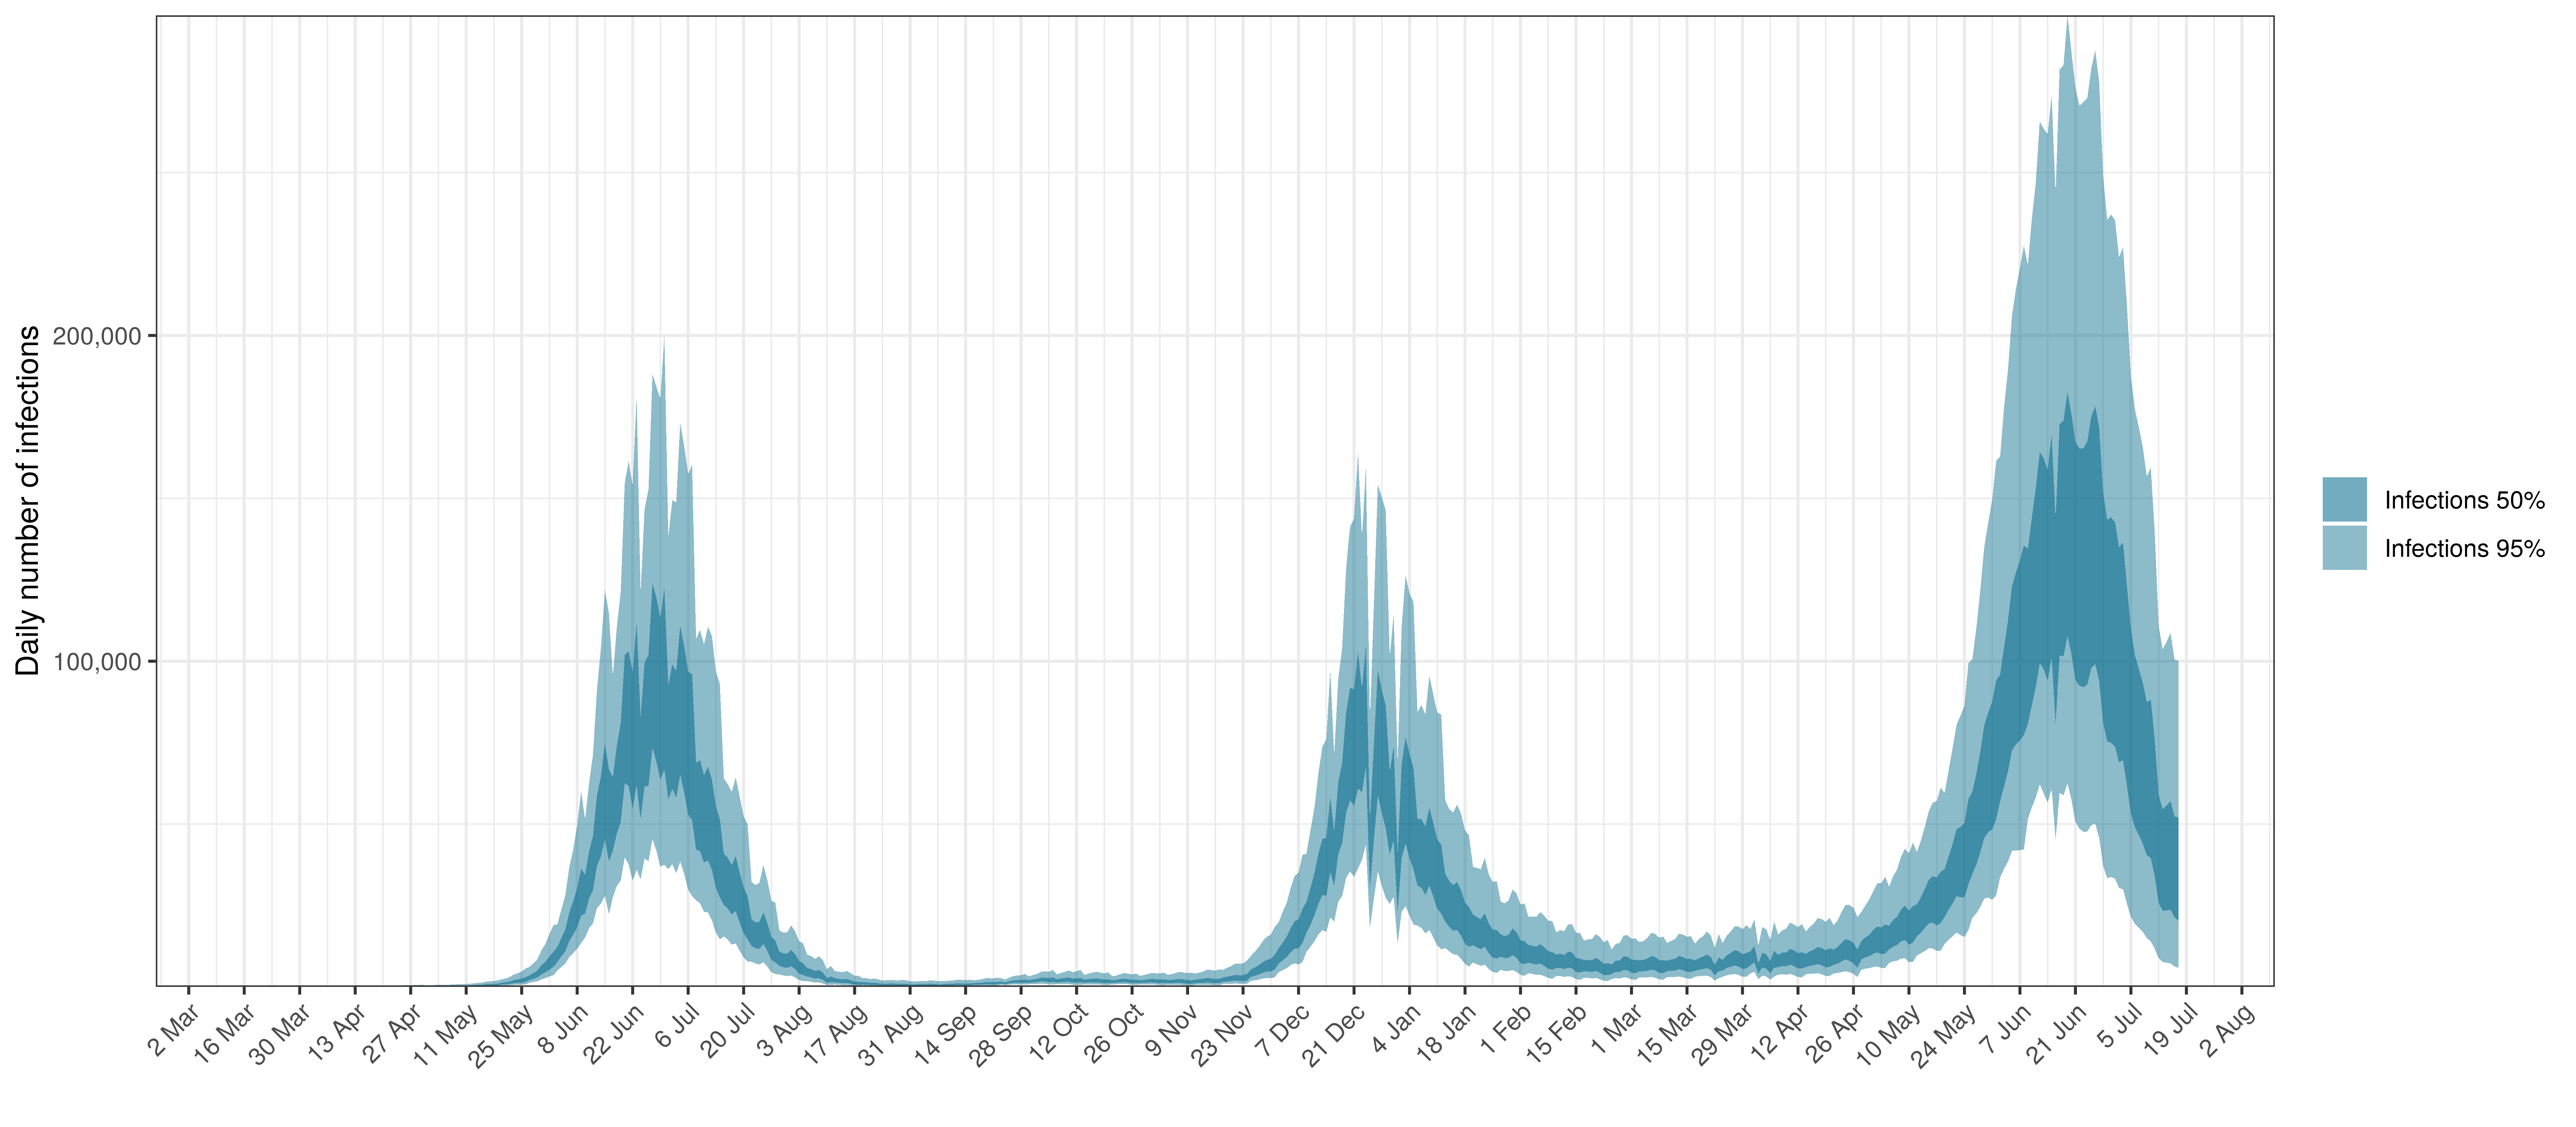 Daily number of infections
200,000
100,000
2 Mar
16 Mar
30 Mar
13 Apr
27 Apr
11 May
25 May
8 Jun
22 Jun
6 Jul
20 Jul
3 Aug
17 Aug
31 Aug
14 Sep
28 Sep
12 Oct
26 Oct
9 Nov
23 Nov
7 Dec
21 Dec
4 Jan
18 Jan
1 Feb
15 Feb
1 Mar
15 Mar
29 Mar
12 Apr
26 Apr
10 May
24 May
7 Jun
21 Jun
5 Jul
19 Jul
2 Aug
Infections 50%
Infections 95%